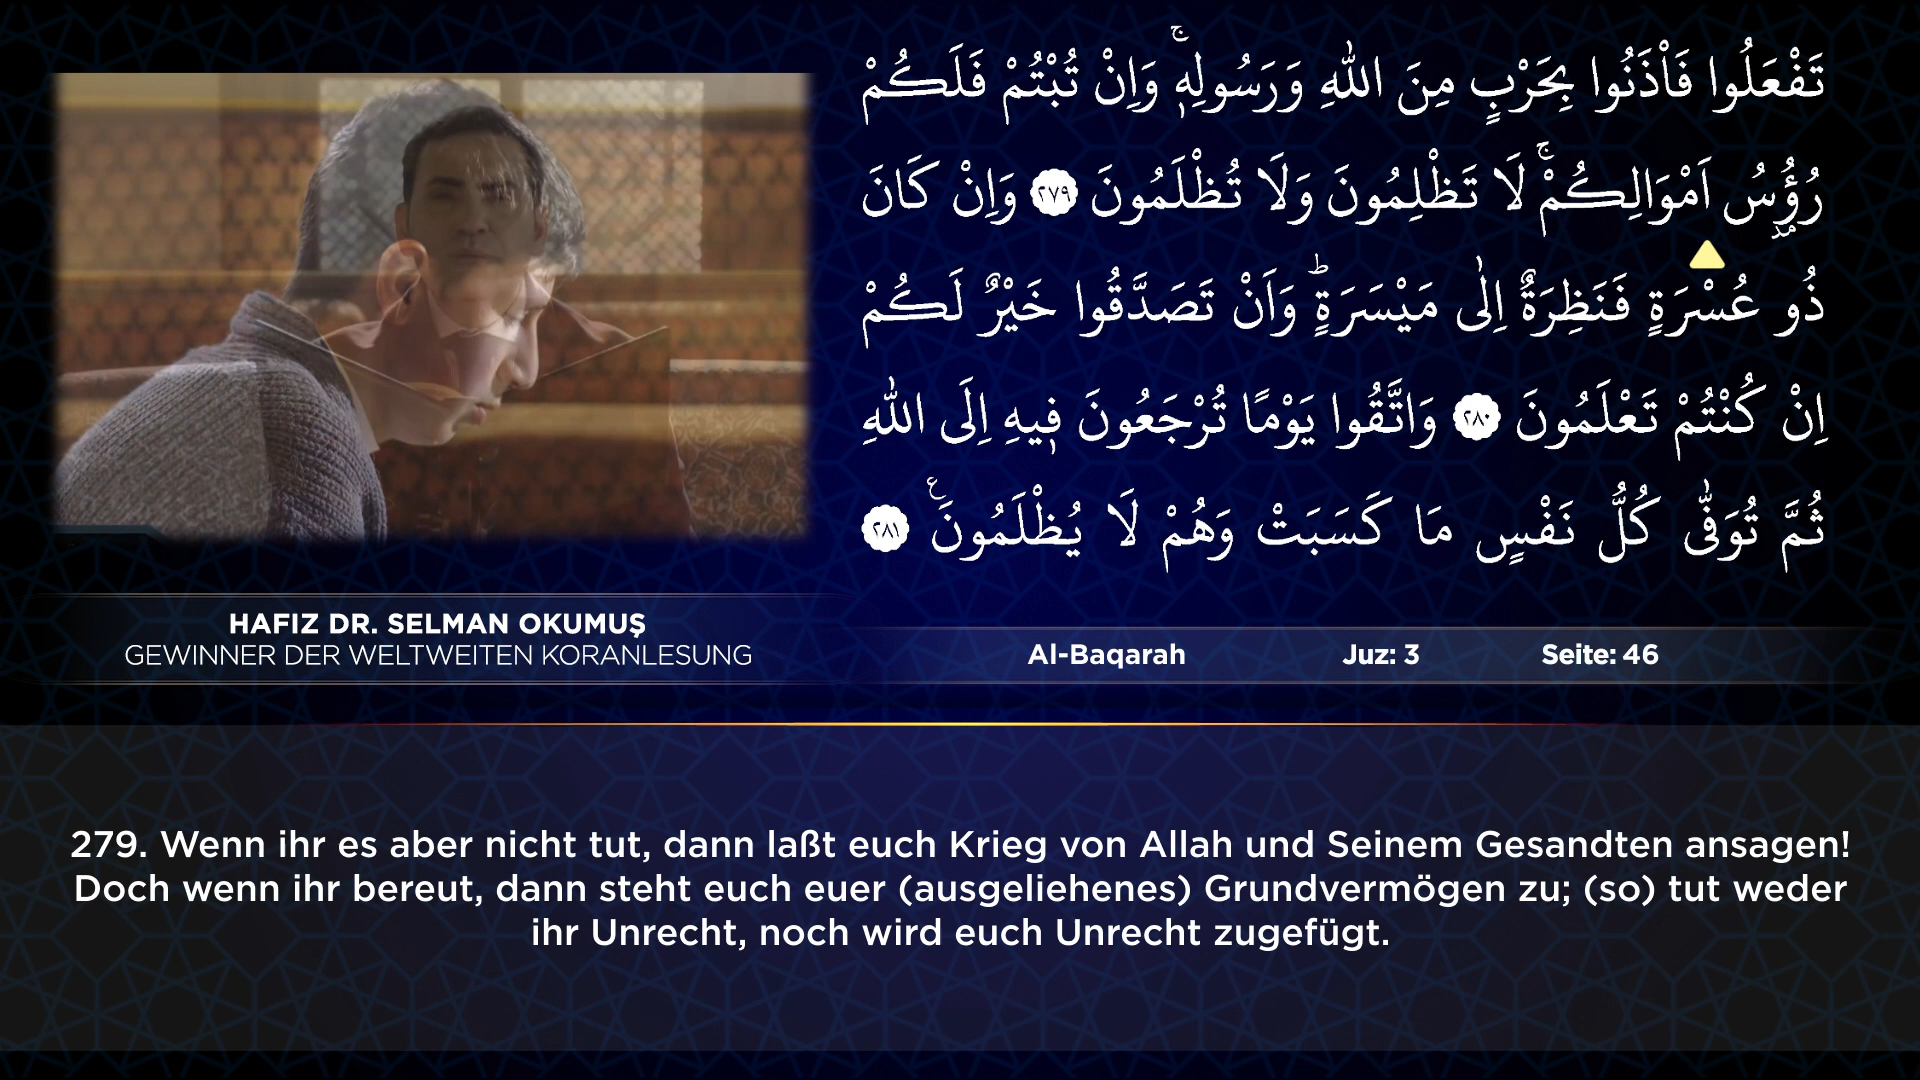 تَفْعَلُوا فَاْذَنُوا بِحَرْبٍ مِنَ اللّٰهِ وَرَسُولِهٖۚ وَاِنْ تُبْتُمْ فَلَكُمْ
رُؤُ۫سُ اَمْوَالِكُمْۚ لَا تَظْلِمُونَ وَلَا تُظْلَمُونَ ٢٧٩ وَاِنْ كَانَ
ذُو عُسْرَةٍ فَنَظِرَةٌ اِلٰى مَيْسَرَةٍۜ وَاَنْ تَصَدَّقُوا خَيْرٌ لَكُمْ
اِنْ كُنْتُمْ تَعْلَمُونَ ٢٨٠ وَاتَّقُوا يَوْمًا تُرْجَعُونَ فٖيهِ اِلَى اللّٰهِ
ثُمَّ تُوَفّٰى كُلُّ نَفْسٍ مَا كَسَبَتْ وَهُمْ لَا يُظْلَمُونَࣖ ٢٨١
HAFIZ DR. SELMAN OKUMUŞ
GEWINNER DER WELTWEITEN KORANLESUNG
Al-Baqarah Juz: 3 Seite: 46
279. Wenn ihr es aber nicht tut, dann laßt euch Krieg von Allah und Seinem Gesandten ansagen!
Doch wenn ihr bereut, dann steht euch euer (ausgeliehenes) Grundvermögen zu; (so) tut weder
ihr Unrecht, noch wird euch Unrecht zugefügt.